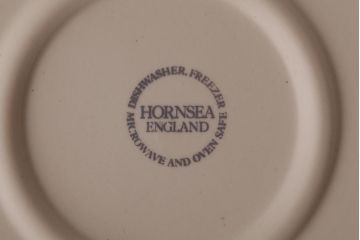 DISHWASHER, FREEZER
HORNSEA
ENGLAND
MICROWAVE AND OVEN SAFE